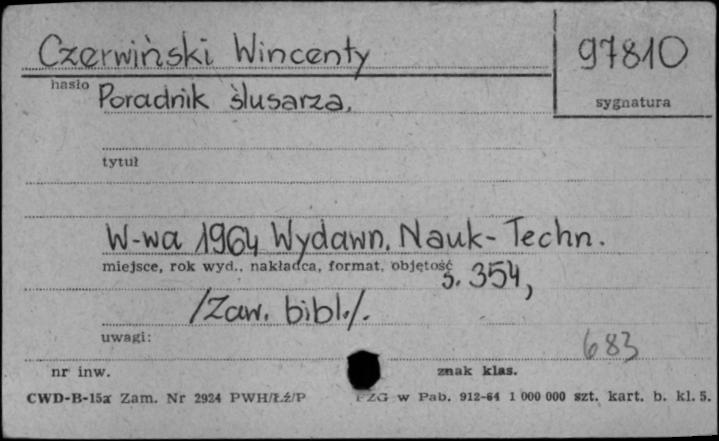 Czerwiński Wincenty
97810
hasło
sygnatura
Poradnik ślusarza,
tytuł
W-wa 1964 Wydawn. Nauk-Techn.
miejsce, rok wyd., nakładca, format, objętość
s. 354,
/Zaw. bibl./.
uwagi:
683
nr inw.
znak klas.
CWD-B-15a Zam. Nr 2924 PWH/Łź/P
PZG w Pab. 912-64 1 000 000 szt. kart. b. kl. 5.